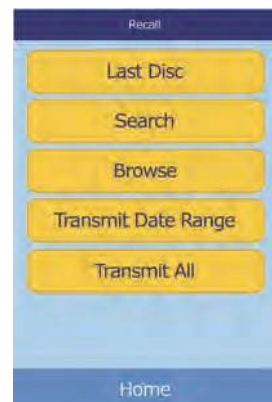 Recall
Last Disc
Search
Browse
Transmit Date Range
Transmit All
Home